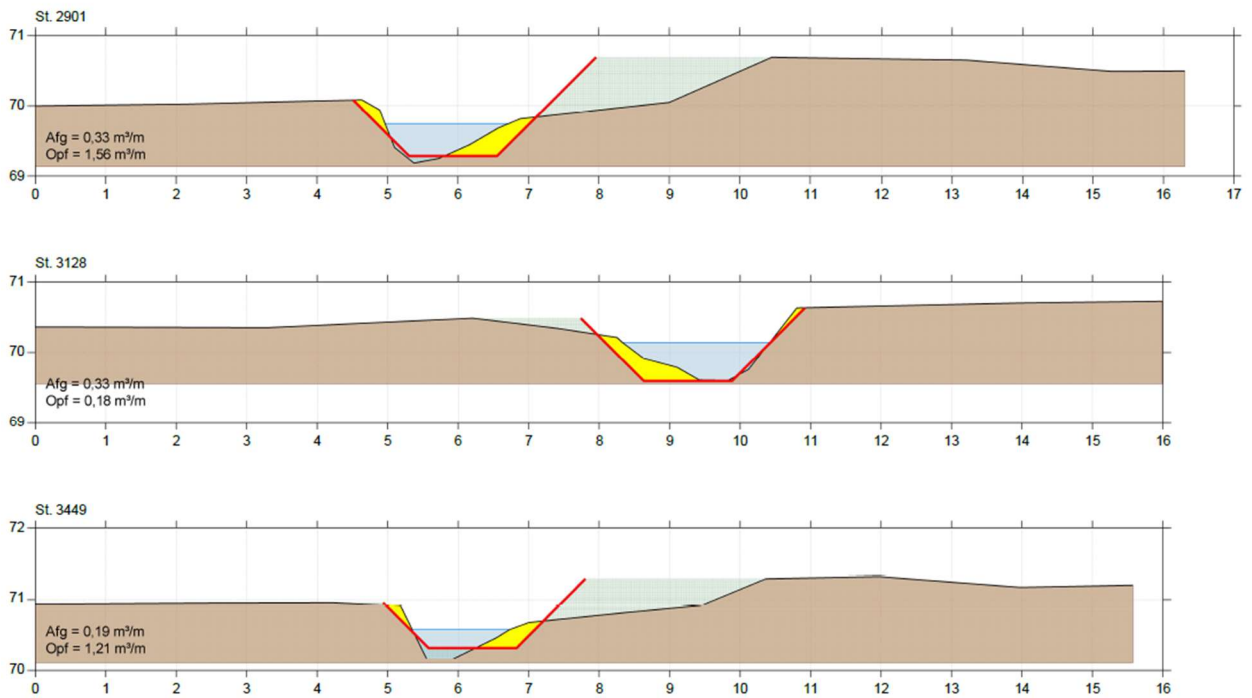 St. 2901
71
70
Afg = 0,33 m³/m
Opf = 1,56 m³/m
69
0 1 2 3 4 5 6 7 8 9 10 11 12 13 14 15 16 17
St. 3128
71
70
Afg = 0,33 m³/m
Opf = 0,18 m³/m
69
0 1 2 3 4 5 6 7 8 9 10 11 12 13 14 15 16
St. 3449
72
71
Afg = 0,19 m³/m
Opf = 1,21 m³/m
70
0 1 2 3 4 5 6 7 8 9 10 11 12 13 14 15 16